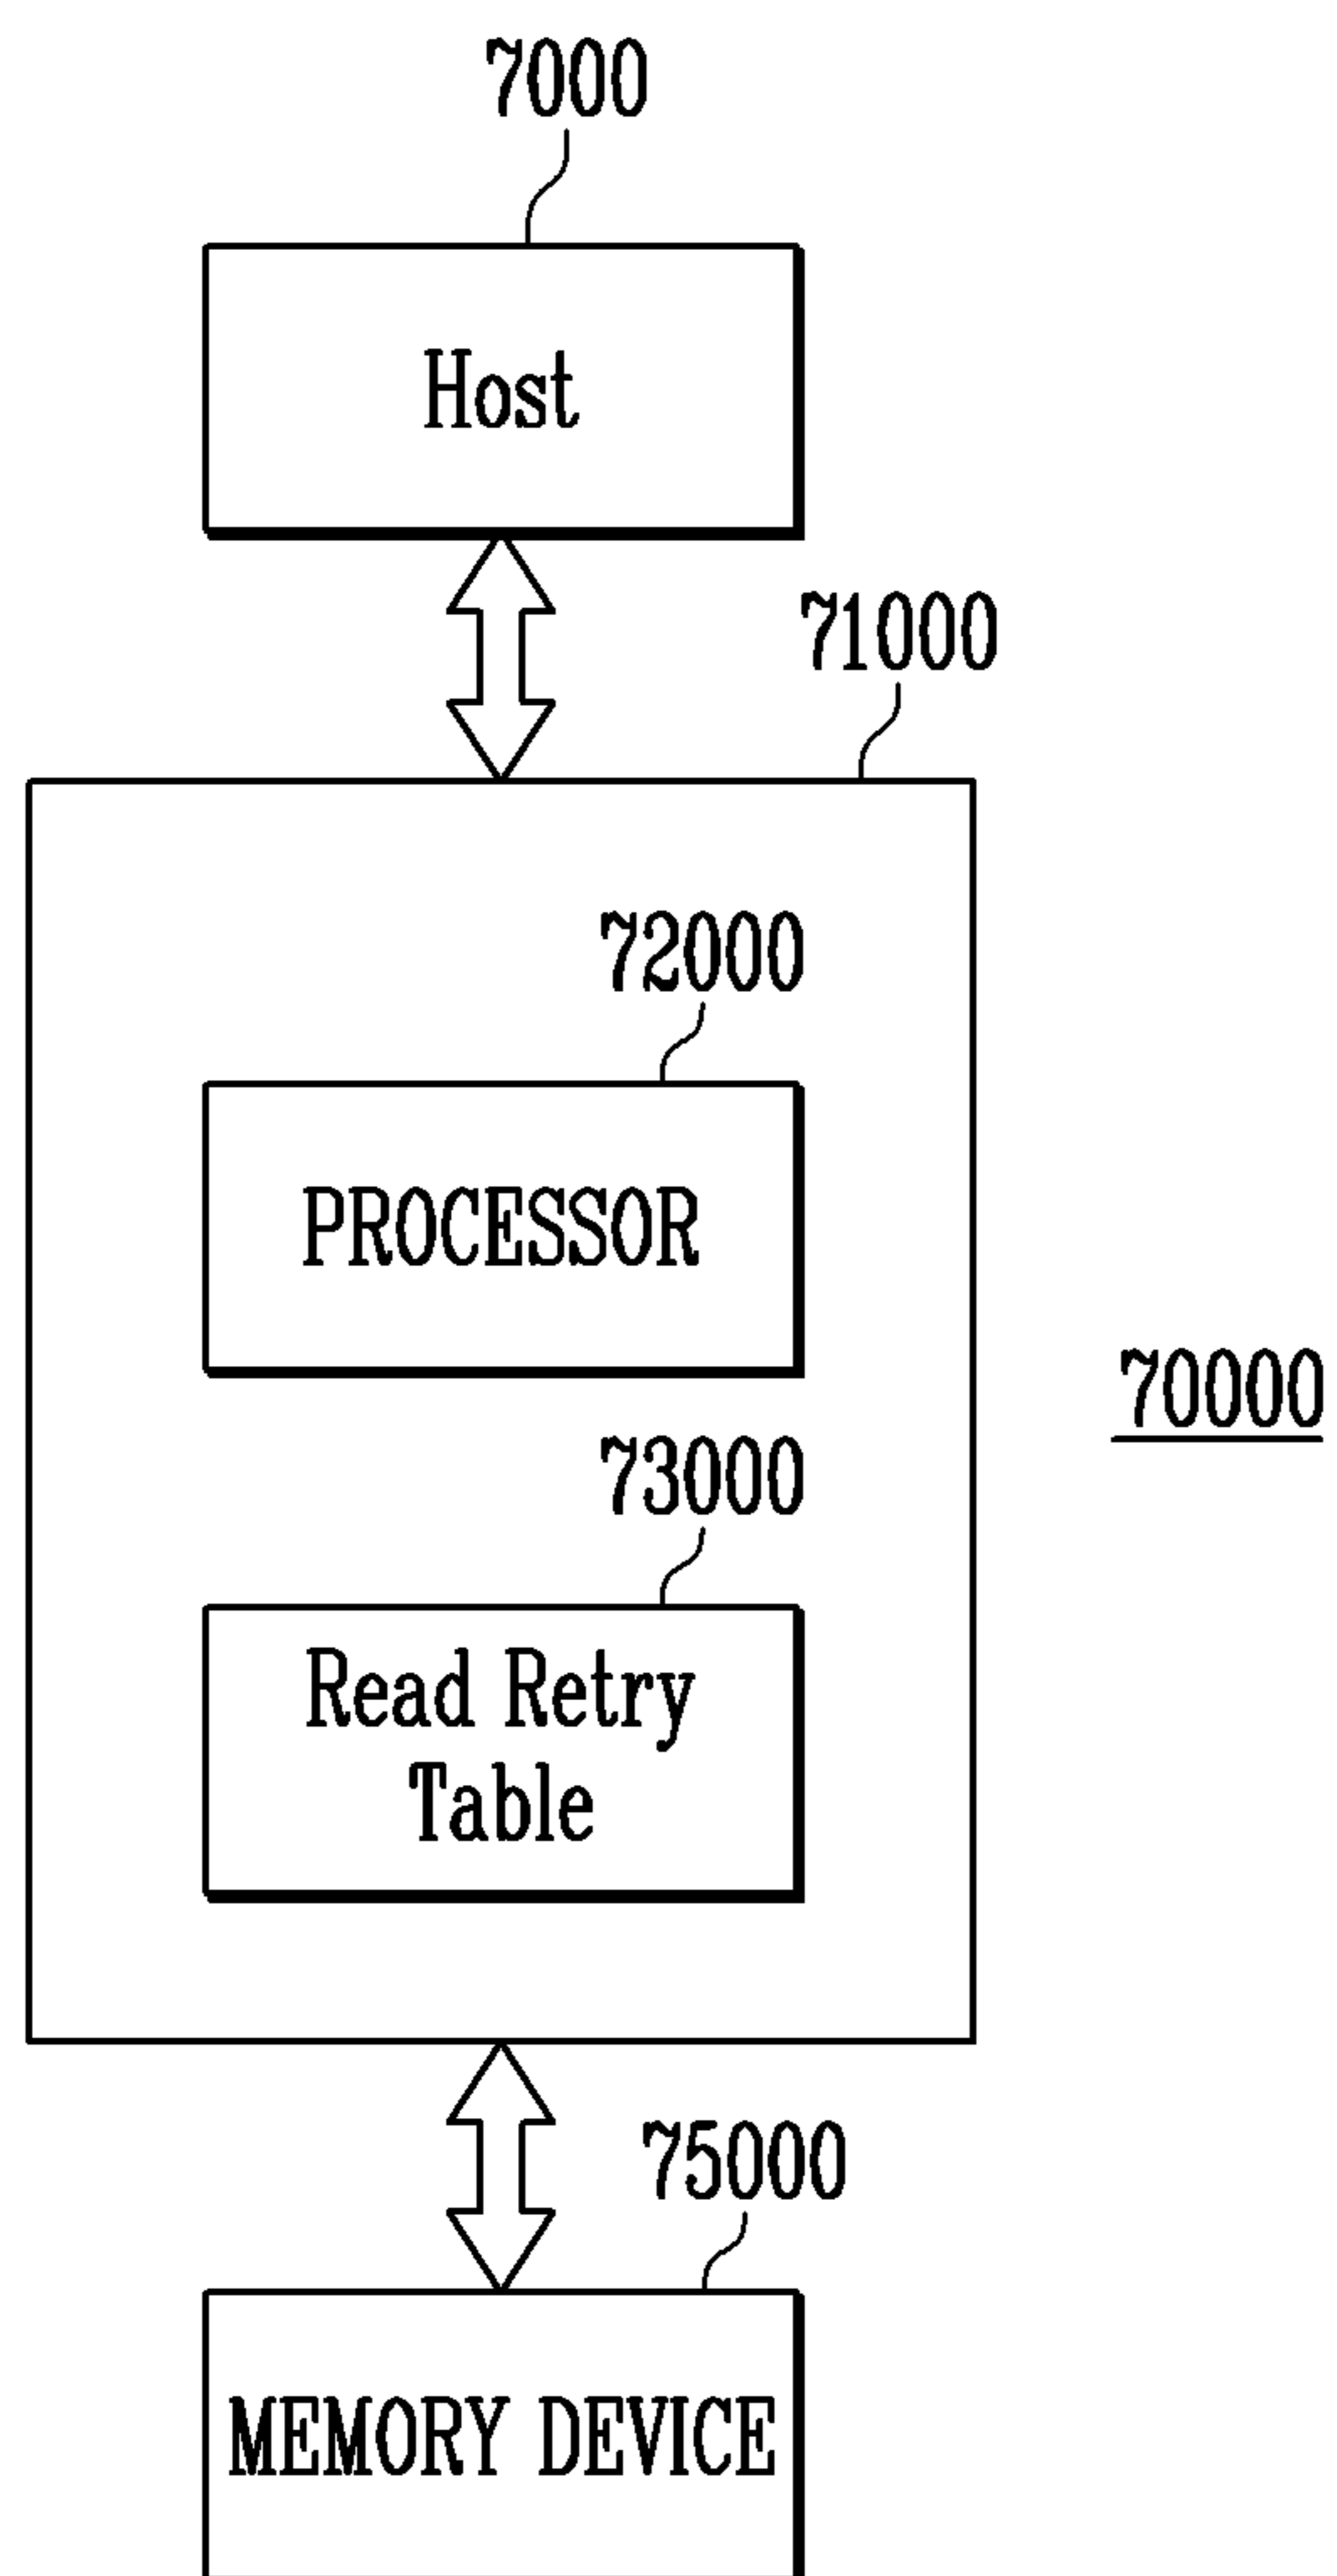 7000
Host
71000
72000
PROCESSOR
70000
73000
Read Retry
Table
75000
MEMORY DEVICE